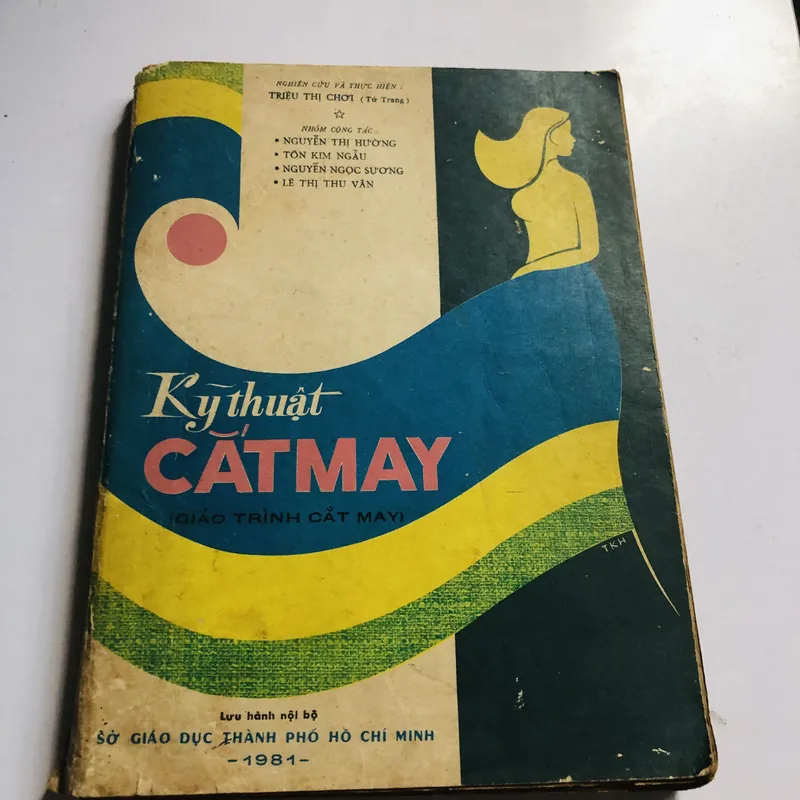 NGHIÊN CỨU VÀ THỰC HIỆN :
TRIỆU THỊ CHƠI (Tứ Trang)
NHÓM CỘNG TÁC :
• NGUYỄN THỊ HƯỜNG
• TÔN KIM NGẪU
• NGUYỄN NGỌC SƯƠNG
• LÊ THỊ THU VÂN
Kỹ thuật
CẮT MAY
(GIÁO TRÌNH CẮT MAY)
TKH
Lưu hành nội bộ
SỞ GIÁO DỤC THÀNH PHỐ HỒ CHÍ MINH
-1981-